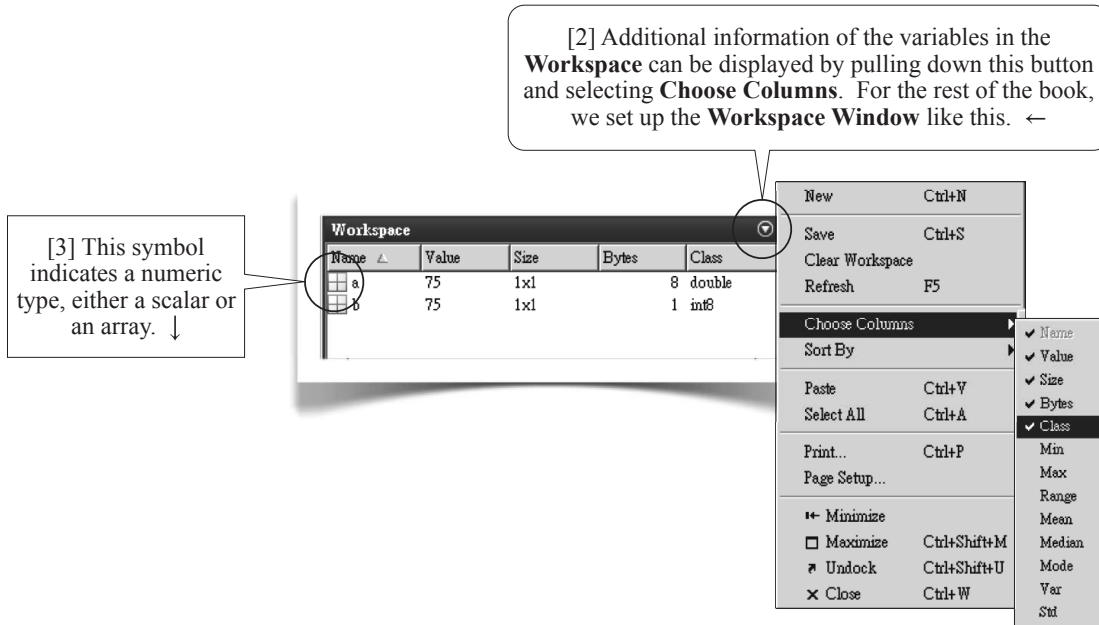 [2] Additional information of the variables in the
Workspace can be displayed by pulling down this button
and selecting Choose Columns. For the rest of the book,
we set up the Workspace Window like this. ←
[3] This symbol
indicates a numeric
type, either a scalar or
an array. ↓
Workspace
Name Value Size Bytes Class
a 75 1x1 8 double
b 75 1x1 1 int8
New Ctrl+N
Save Ctrl+S
Clear Workspace
Refresh F5
Choose Columns
Sort By
Paste Ctrl+V
Select All Ctrl+A
Print... Ctrl+P
Page Setup...
Minimize
Maximize Ctrl+Shift+M
Undock Ctrl+Shift+U
Close Ctrl+W
Name
Value
Size
Bytes
Class
Min
Max
Range
Mean
Median
Mode
Var
Std